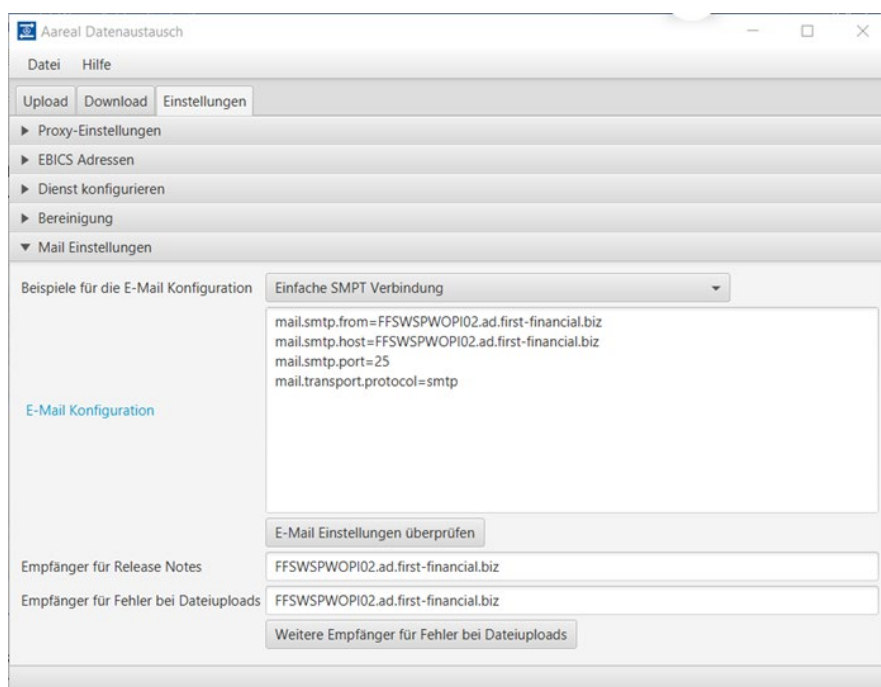 Aareal Datenaustausch
Datei Hilfe
Upload Download Einstellungen
Proxy-Einstellungen
EBICS Adressen
Dienst konfigurieren
Bereinigung
Mail Einstellungen
Beispiele für die E-Mail Konfiguration Einfache SMPT Verbindung
mail.smtp.from=FFSWSPWOPI02.ad.first-financial.biz
mail.smtp.host=FFSWSPWOPI02.ad.first-financial.biz
mail.smtp.port=25
mail.transport.protocol=smtp
E-Mail Konfiguration
E-Mail Einstellungen überprüfen
Empfänger für Release Notes FFSWSPWOPI02.ad.first-financial.biz
Empfänger für Fehler bei Dateiuploads FFSWSPWOPI02.ad.first-financial.biz
Weitere Empfänger für Fehler bei Dateiuploads